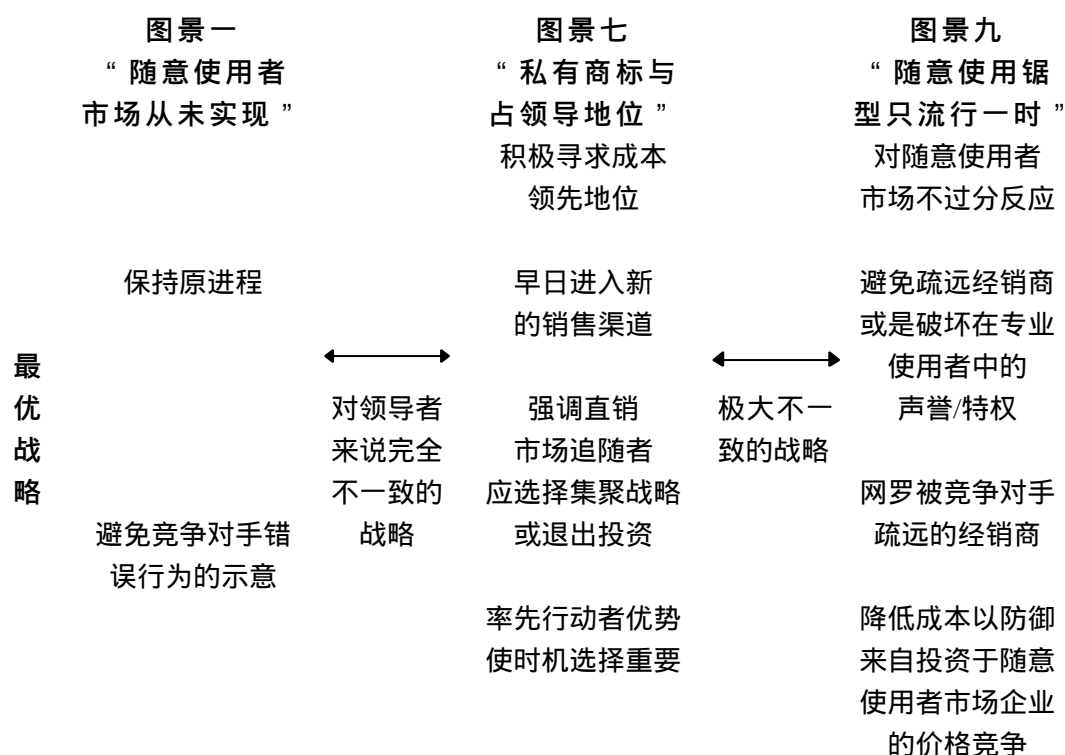 图景一
“随意使用者
市场从未实现”
图景七
“私有商标与
占领导地位”
图景九
“随意使用锯
型只流行一时”
最
优
战
略
保持原进程
避免竞争对手错
误行为的示意
对领导者
来说完全
不一致的
战略
积极寻求成本
领先地位
早日进入新
的销售渠道
强调直销
市场追随者
应选择集聚战略
或退出投资
率先行动者优势
使时机选择重要
极大不一
致的战略
对随意使用者
市场不过分反应
避免疏远经销商
或是破坏在专业
使用者中的
声誉/特权
网罗被竞争对手
疏远的经销商
降低成本以防御
来自投资于随意
使用者市场企业
的价格竞争